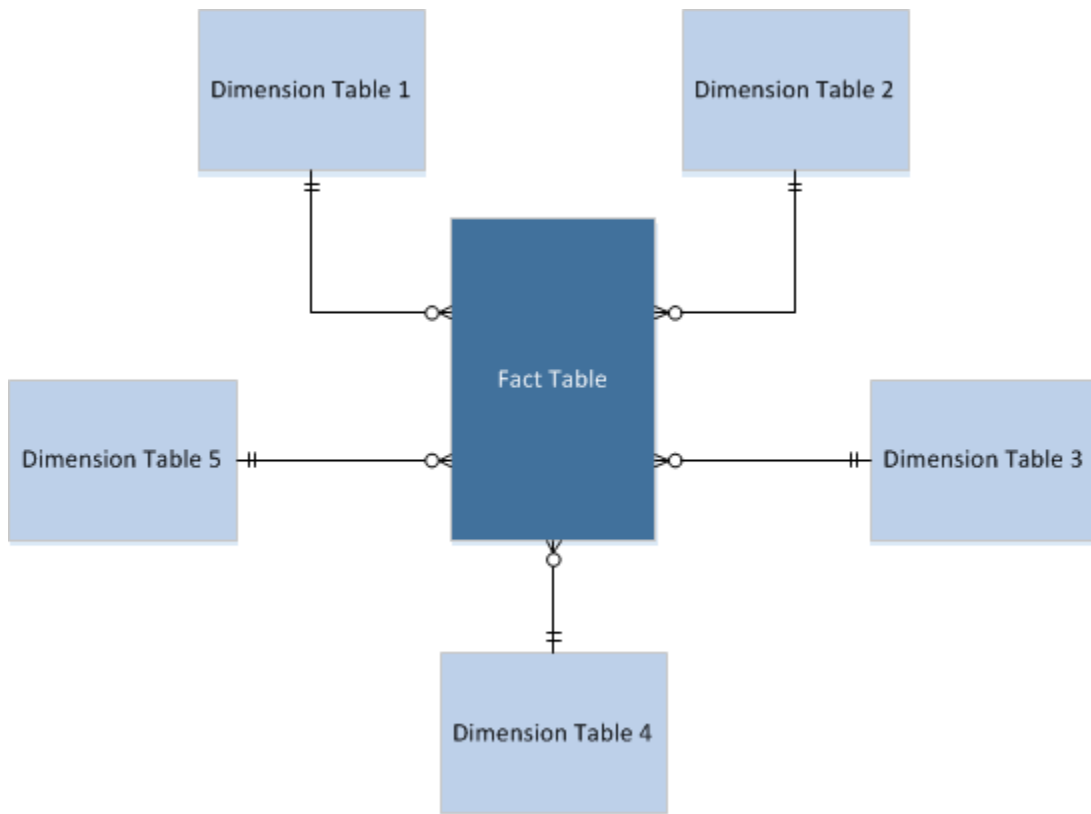 Dimension Table 1
Dimension Table 2
Fact Table
Dimension Table 5
Dimension Table 3
Dimension Table 4